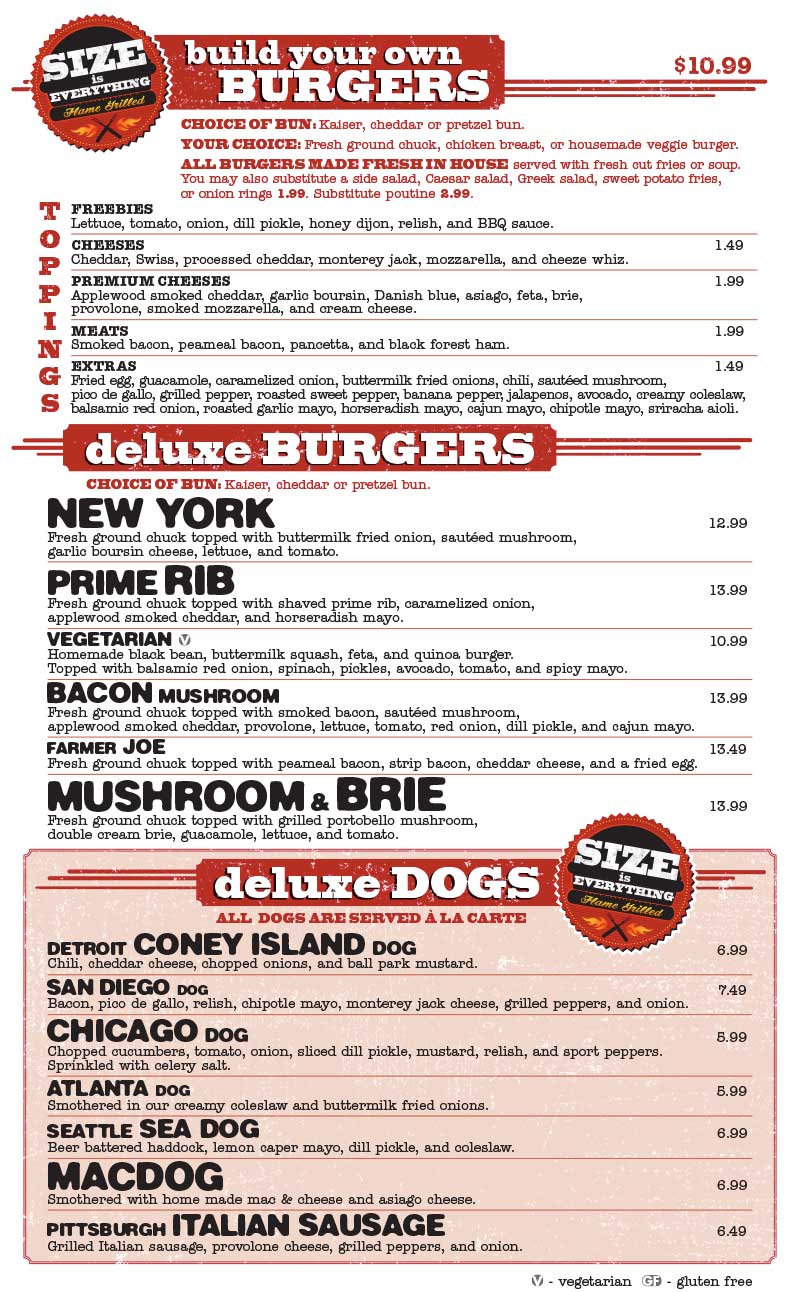 SIZE
is
EVERYTHING
Flame Grilled
build your own
BURGERS
$10.99
CHOICE OF BUN: Kaiser, cheddar or pretzel bun.
YOUR CHOICE: Fresh ground chuck, chicken breast, or housemade veggie burger.
ALL BURGERS MADE FRESH IN HOUSE served with fresh cut fries or soup.
You may also substitute a side salad, Caesar salad, Greek salad, sweet potato fries,
or onion rings 1.99. Substitute poutine 2.99.
TOPPINGS
FREEBIES
Lettuce, tomato, onion, dill pickle, honey dijon, relish, and BBQ sauce.
CHEESES 1.49
Cheddar, Swiss, processed cheddar, monterey jack, mozzarella, and cheeze whiz.
PREMIUM CHEESES 1.99
Applewood smoked cheddar, garlic boursin, Danish blue, asiago, feta, brie,
provolone, smoked mozzarella, and cream cheese.
MEATS 1.99
Smoked bacon, peameal bacon, pancetta, and black forest ham.
EXTRAS 1.49
Fried egg, guacamole, caramelized onion, buttermilk fried onions, chili, sautéed mushroom,
pico de gallo, grilled pepper, roasted sweet pepper, banana pepper, jalapenos, avocado, creamy coleslaw,
balsamic red onion, roasted garlic mayo, horseradish mayo, cajun mayo, chipotle mayo, sriracha aioli.
deluxe BURGERS
CHOICE OF BUN: Kaiser, cheddar or pretzel bun.
NEW YORK 12.99
Fresh ground chuck topped with buttermilk fried onion, sautéed mushroom,
garlic boursin cheese, lettuce, and tomato.
PRIME RIB 13.99
Fresh ground chuck topped with shaved prime rib, caramelized onion,
applewood smoked cheddar, and horseradish mayo.
VEGETARIAN V 10.99
Homemade black bean, buttermilk squash, feta, and quinoa burger.
Topped with balsamic red onion, spinach, pickles, avocado, tomato, and spicy mayo.
BACON MUSHROOM 13.99
Fresh ground chuck topped with smoked bacon, sautéed mushroom,
applewood smoked cheddar, provolone, lettuce, tomato, red onion, dill pickle, and cajun mayo.
FARMER JOE 13.49
Fresh ground chuck topped with peameal bacon, strip bacon, cheddar cheese, and a fried egg.
MUSHROOM & BRIE 13.99
Fresh ground chuck topped with grilled portobello mushroom,
double cream brie, guacamole, lettuce, and tomato.
SIZE
is
EVERYTHING
Flame Grilled
deluxe DOGS
ALL DOGS ARE SERVED À LA CARTE
DETROIT CONEY ISLAND DOG 6.99
Chili, cheddar cheese, chopped onions, and ball park mustard.
SAN DIEGO DOG 7.49
Bacon, pico de gallo, relish, chipotle mayo, monterey jack cheese, grilled peppers, and onion.
CHICAGO DOG 5.99
Chopped cucumbers, tomato, onion, sliced dill pickle, mustard, relish, and sport peppers.
Sprinkled with celery salt.
ATLANTA DOG 5.99
Smothered in our creamy coleslaw and buttermilk fried onions.
SEATTLE SEA DOG 6.99
Beer battered haddock, lemon caper mayo, dill pickle, and coleslaw.
MACDOG 6.99
Smothered with home made mac & cheese and asiago cheese.
PITTSBURGH ITALIAN SAUSAGE 6.49
Grilled Italian sausage, provolone cheese, grilled peppers, and onion.
V - vegetarian GF - gluten free